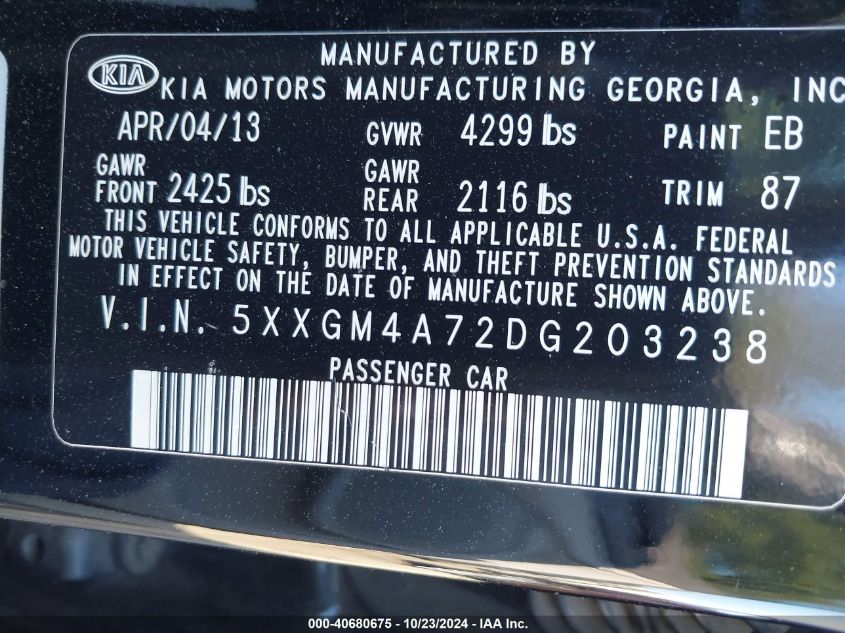 MANUFACTURED BY
KIA
KIA MOTORS MANUFACTURING GEORGIA, INC
APR/04/13 GVWR 4299 lbs PAINT EB
GAWR FRONT 2425 lbs GAWR REAR 2116 lbs TRIM 87
THIS VEHICLE CONFORMS TO ALL APPLICABLE U.S.A. FEDERAL
MOTOR VEHICLE SAFETY, BUMPER, AND THEFT PREVENTION STANDARDS
IN EFFECT ON THE DATE OF MANUFACTURE SHOWN ABOVE.
V.I.N. 5XXGM4A72DG203238
PASSENGER CAR
000-40680675 - 10/23/2024 - IAA Inc.